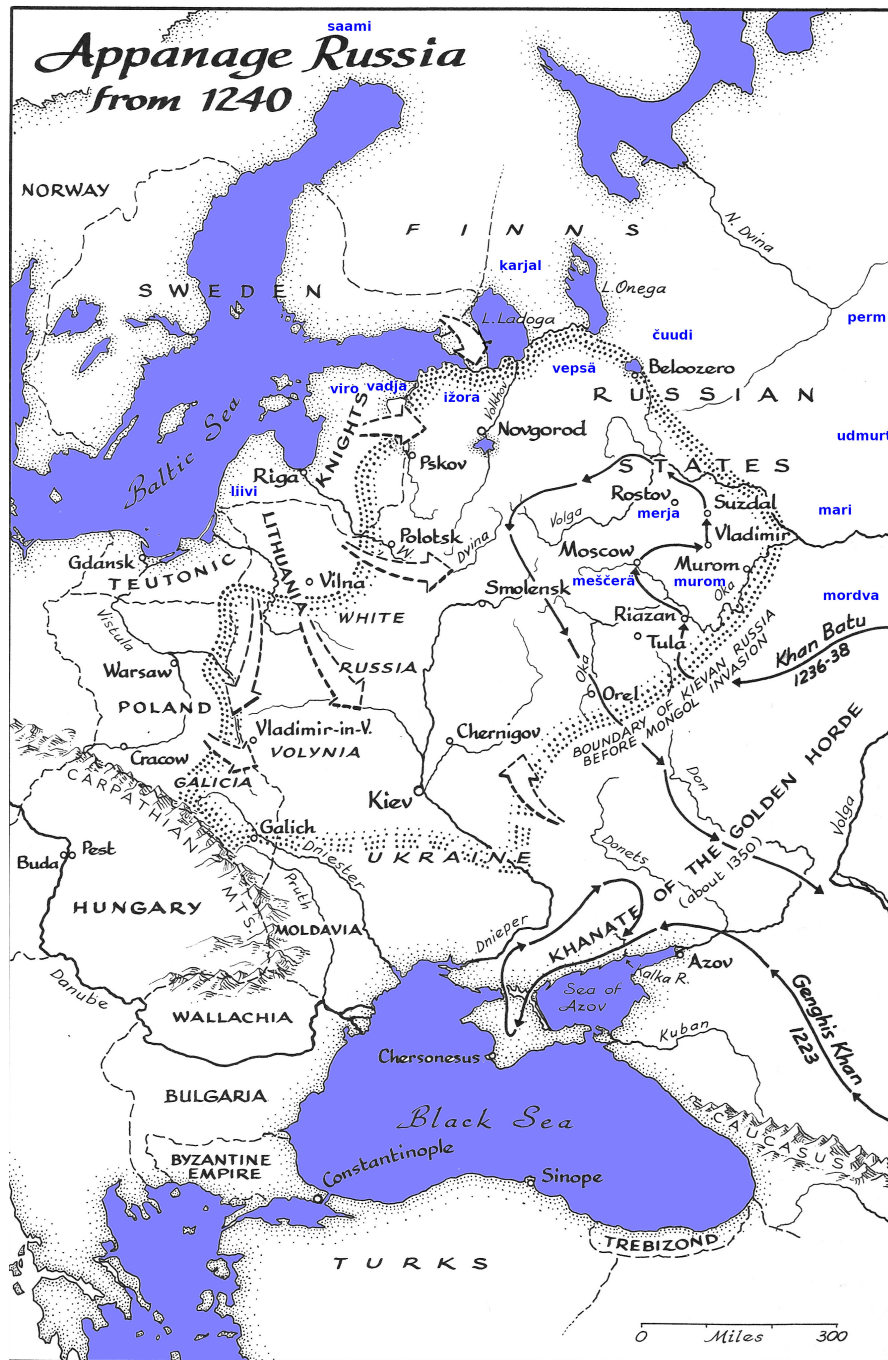 saami
Appanage Russia
from 1240
NORWAY
FINNS
N. Dvina
karjal
SWEDEN
L. Onega
L. Ladoga
perm
čuudi
vepsä
Beloozero
viro
vadja
ižora
RUSSIAN
STATES
Volkhov
Novgorod
KNIGHTS
Pskov
udmurt
Baltic Sea
Riga
liivi
Rostov
Suzdal
merja
mari
Volga
Vladimir
LITHUANIA
Polotsk
W. Dvina
Moscow
Gdansk
TEUTONIC
Murom
meščerä
murom
Vilna
Smolensk
Oka
mordva
WHITE
RUSSIA
Vistula
Riazan
Tula
Khan Batu
1236-38
Warsaw
Oka
Orel
BOUNDARY OF KIEVAN RUSSIA
BEFORE MONGOL INVASION
POLAND
Vladimir-in-V.
VOLYNIA
Chernigov
Cracow
CARPATHIAN MTS.
GALICIA
Kiev
Don
Volga
Galich
Dniester
UKRAINE
Donets
KHANATE OF THE GOLDEN HORDE
(about 1350)
Buda
Pest
Pruth
HUNGARY
MOLDAVIA
Dnieper
Azov
Kalka R.
Danube
Sea of
Azov
Genghis Khan
1223
WALLACHIA
Kuban
Chersonesus
BULGARIA
Black Sea
CAUCASUS
BYZANTINE
EMPIRE
Constantinople
Sinope
TREBIZOND
TURKS
0 Miles 300